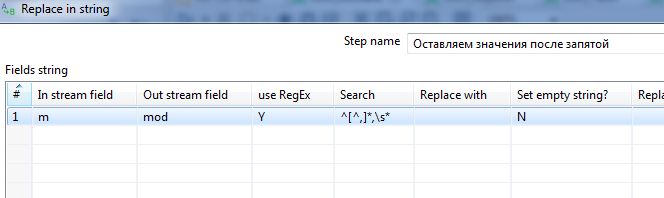 Replace in string
Step name Оставляем значения после запятой
Fields string
# In stream field Out stream field use RegEx Search Replace with Set empty string?
1 m mod Y ^[^,]*,\s* N